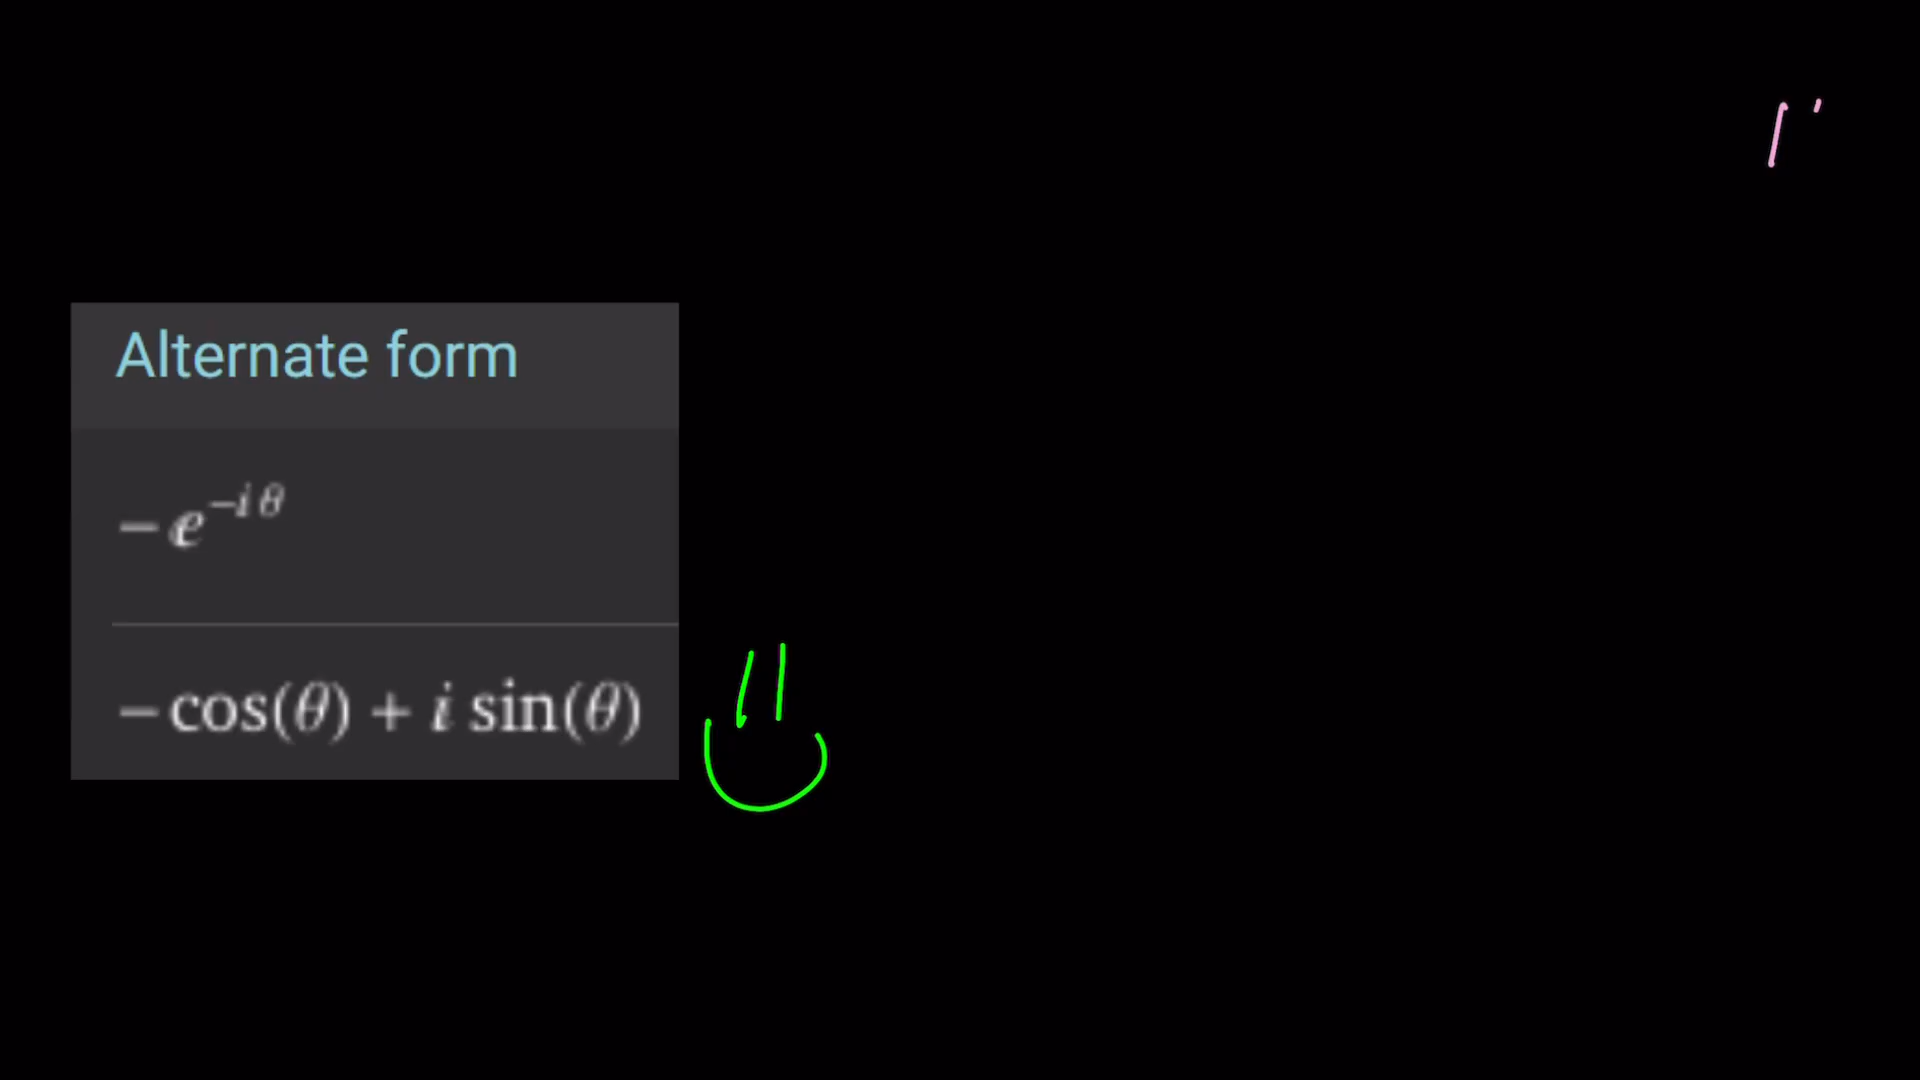 Alternate form
−e^{−iθ}
−cos(θ) + i sin(θ)